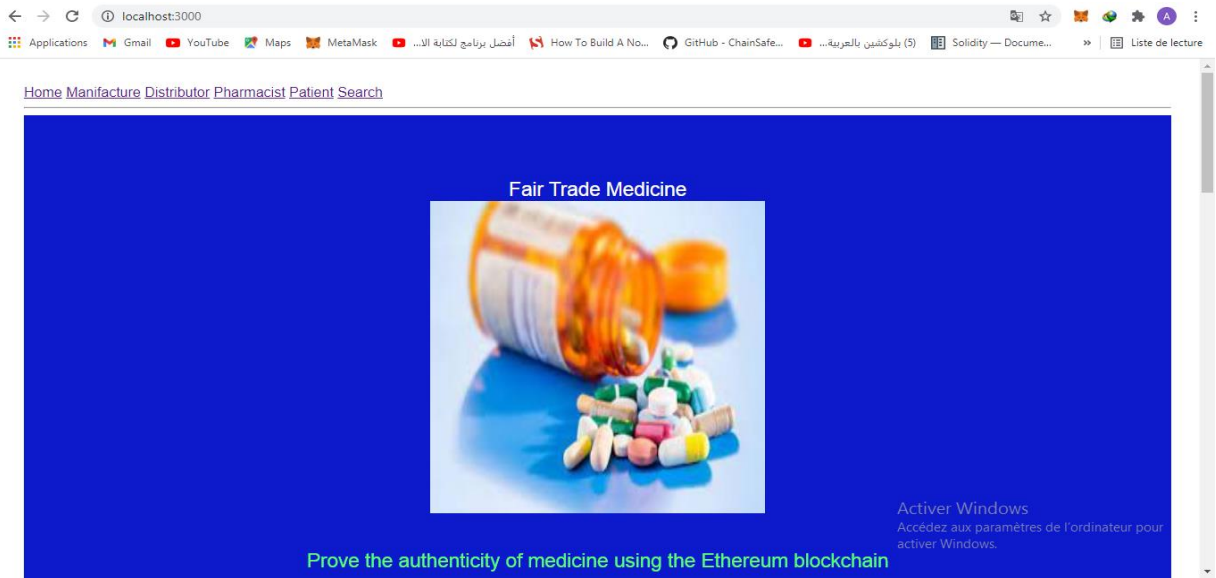 localhost:3000
A
Applications Gmail YouTube Maps MetaMask أفضل برنامج لكتابة الا... How To Build A No... GitHub - ChainSafe... (5) بلوكشين بالعربية... Solidity — Docume... » Liste de lecture
Home Manifacture Distributor Pharmacist Patient Search
Fair Trade Medicine
Activer Windows
Accédez aux paramètres de l'ordinateur pour
activer Windows.
Prove the authenticity of medicine using the Ethereum blockchain